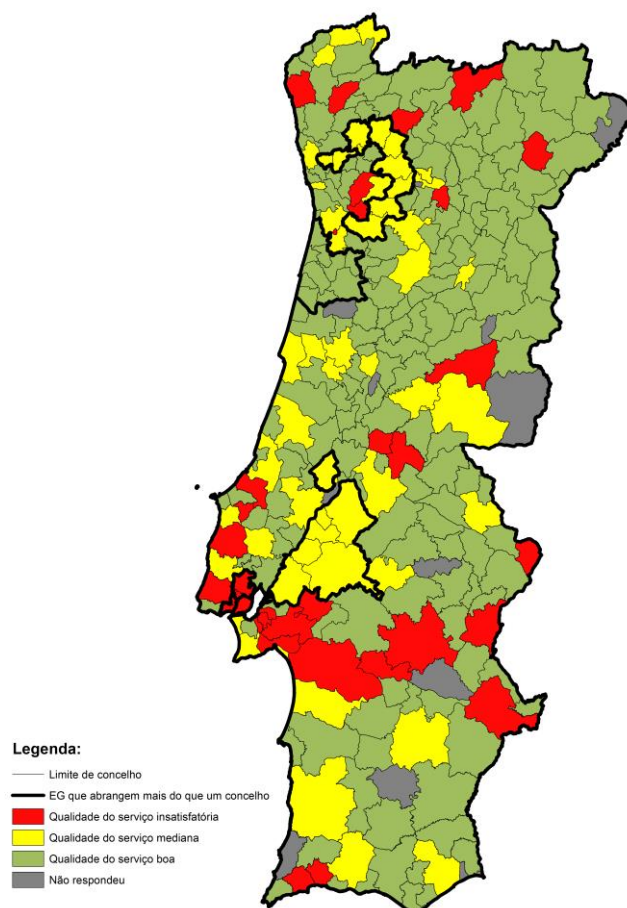 Legenda:
Limite de concelho
EG que abrangem mais do que um concelho
Qualidade do serviço insatisfatória
Qualidade do serviço mediana
Qualidade do serviço boa
Não respondeu